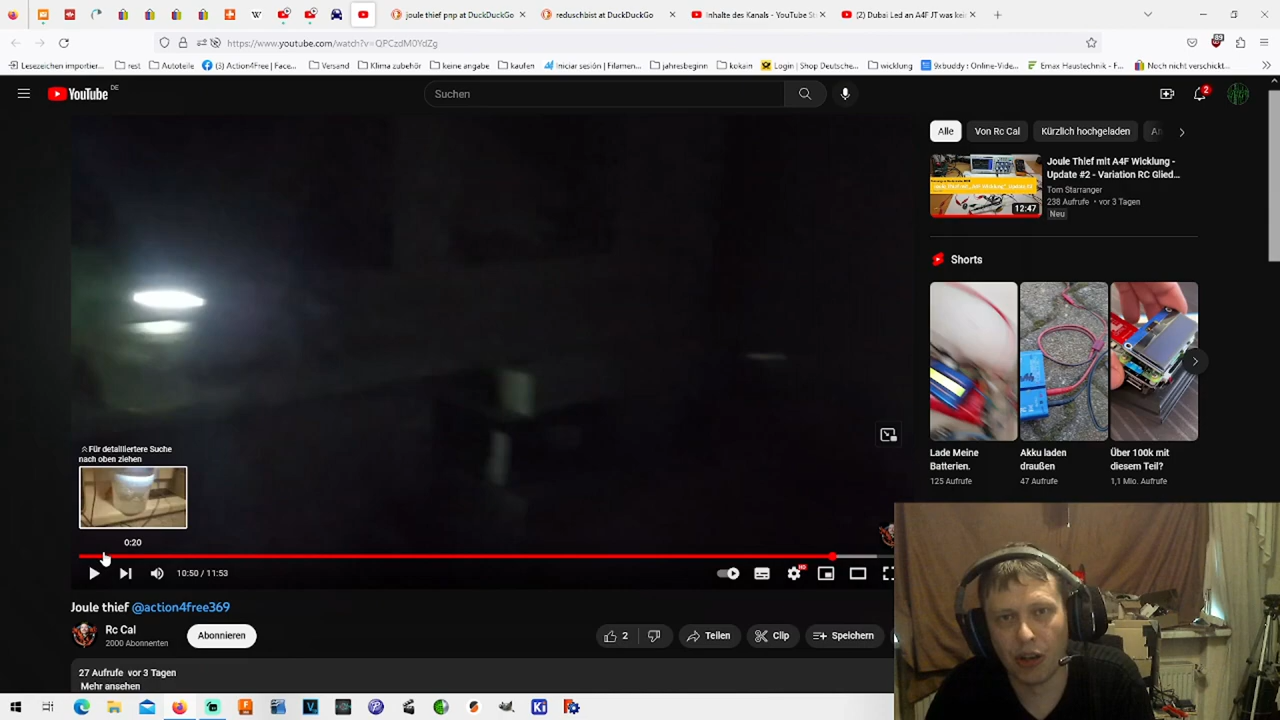 joule thief pnp at DuckDuckGo
reduschbist at DuckDuckGo
Inhalte des Kanals - YouTube St
(2) Dubai Led an A4F JT was keir
https://www.youtube.com/watch?v=QPCzdM0YdZg
89
Lesezeichen importier...
rest
Autoteile
(3) Action4Free | Face...
Versand
Klima zubehör
keine angabe
kaufen
Iniciar sesión | Filamen...
jahresbeginn
kokain
Login | Shop Deutsche...
wicklung
9xbuddy : Online-Vide...
Emax Haustechnik - F...
Noch nicht verschickt...
YouTube DE
Suchen
2
Alle
Von Rc Cal
Kürzlich hochgeladen
Joule Thief mit A4F Wicklung -
Update #2 - Variation RC Glied...
Tom Starranger
238 Aufrufe • vor 3 Tagen
Neu
12:47
Shorts
Lade Meine
Batterien.
125 Aufrufe
Akku laden
draußen
47 Aufrufe
Über 100k mit
diesem Teil?
1,1 Mio. Aufrufe
Für detailliertere Suche
nach oben ziehen
0:20
10:50 / 11:53
HD
Joule thief @action4free369
Rc Cal
2000 Abonnenten
Abonnieren
2
Teilen
Clip
Speichern
27 Aufrufe vor 3 Tagen
Mehr ansehen
Ki